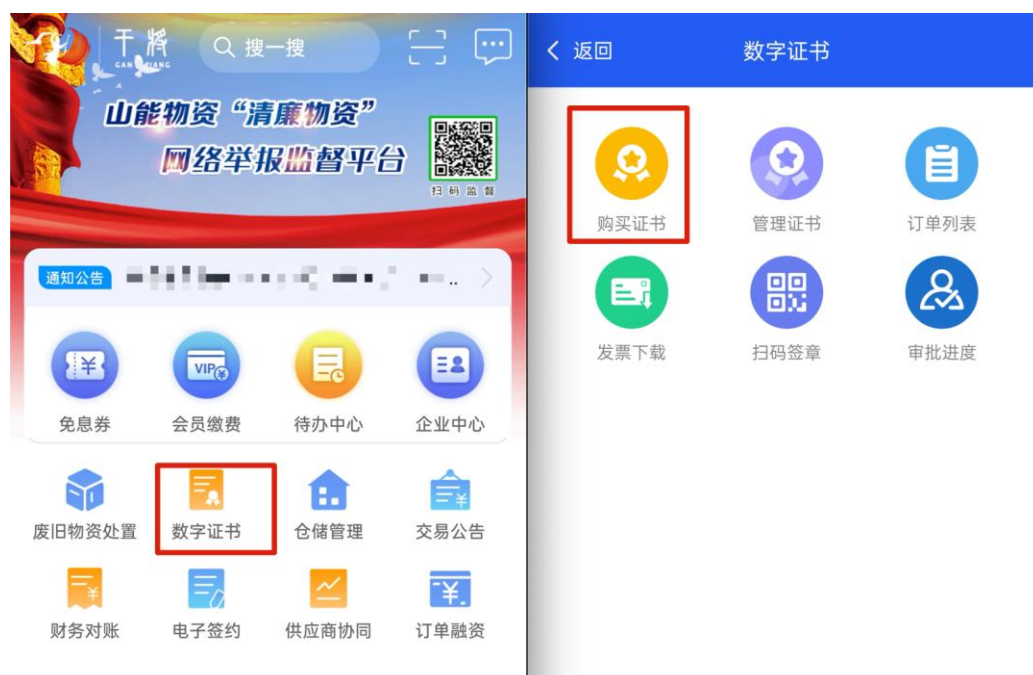 干将
GAN JIANG
搜一搜
山能物资“清廉物资”
网络举报监督平台
扫码监督
通知公告
..
免息券
会员缴费
VIP
待办中心
企业中心
废旧物资处置
数字证书
仓储管理
交易公告
财务对账
电子签约
供应商协同
订单融资
返回
数字证书
购买证书
管理证书
订单列表
发票下载
扫码签章
审批进度